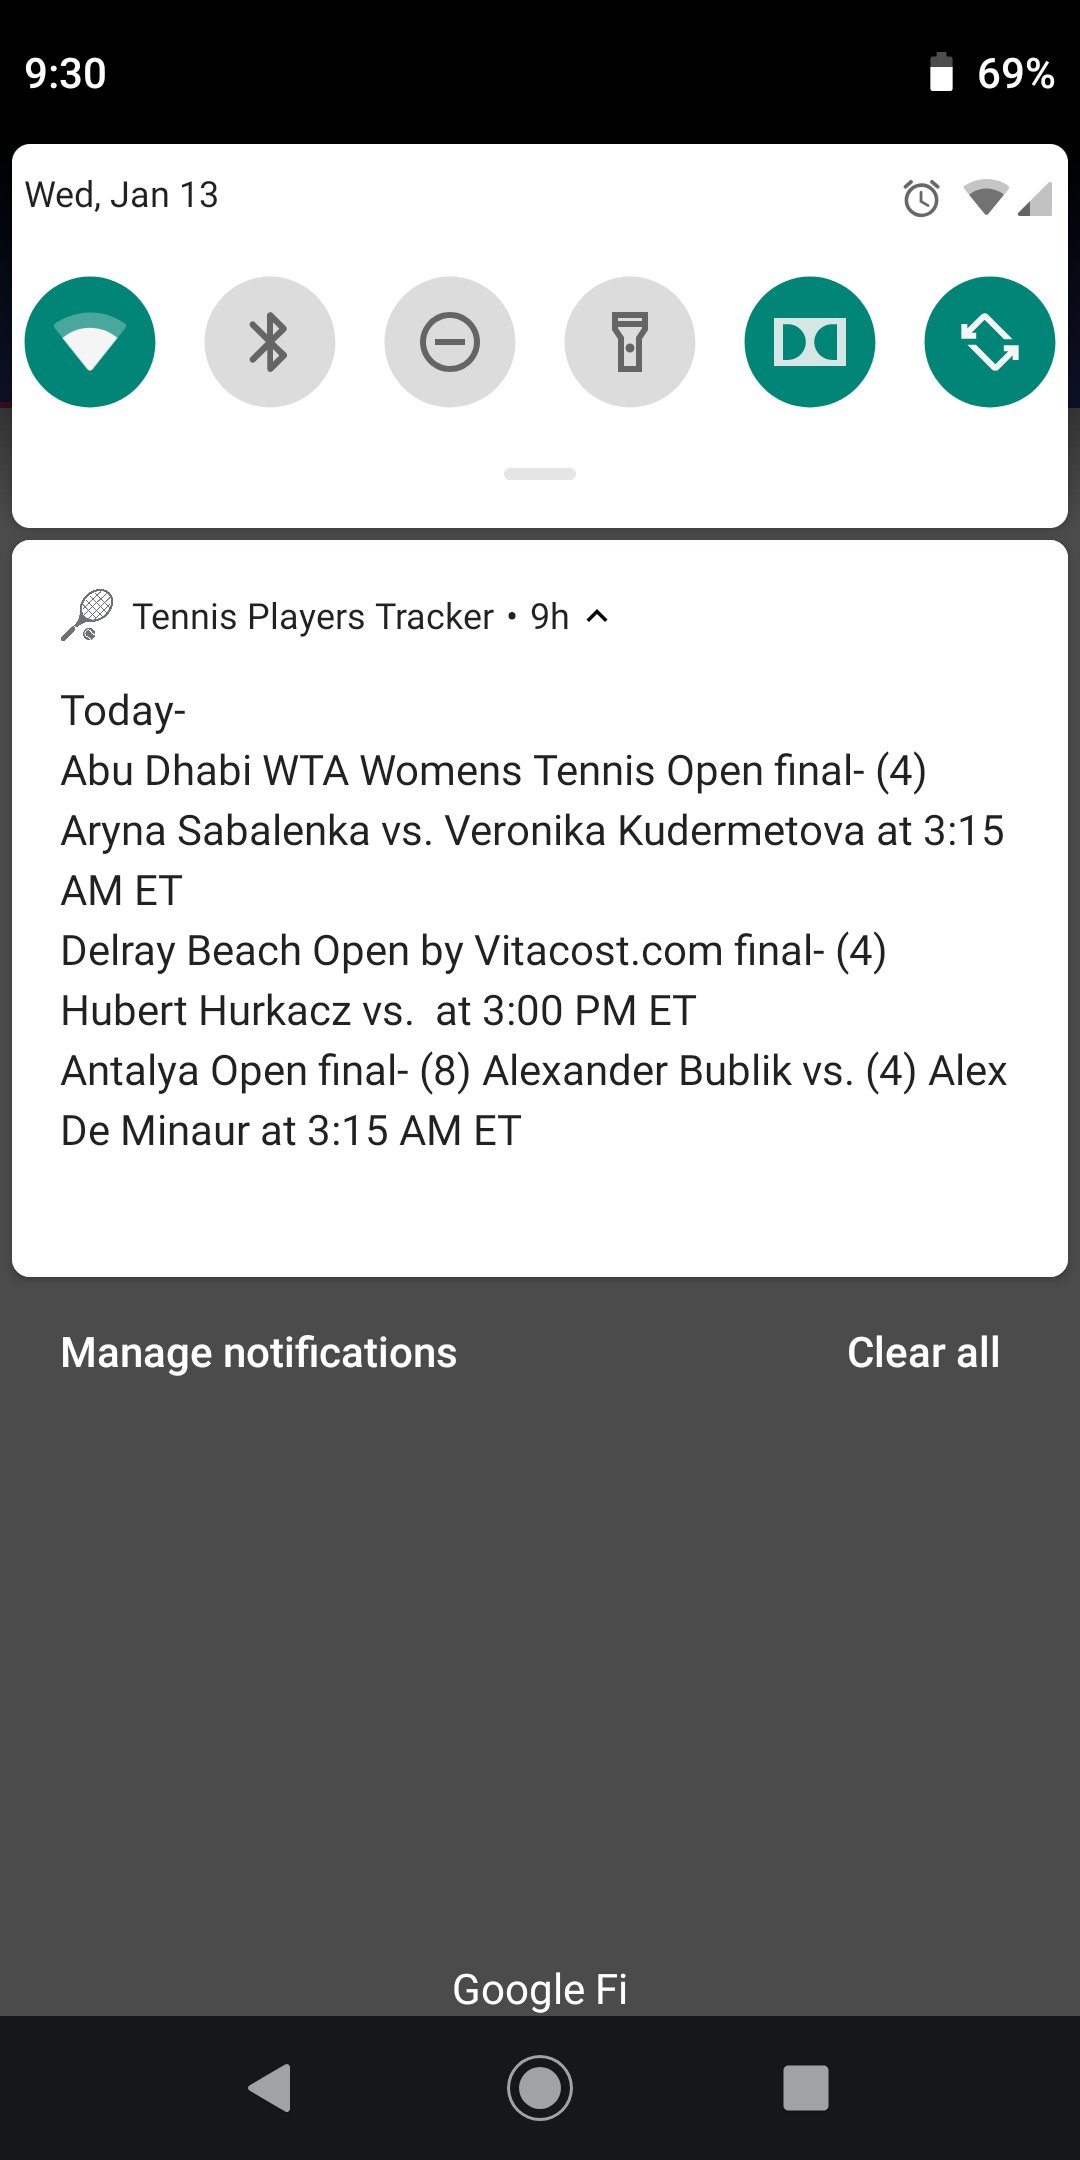 9:30 69%
Wed, Jan 13
Tennis Players Tracker • 9h
Today-
Abu Dhabi WTA Womens Tennis Open final- (4)
Aryna Sabalenka vs. Veronika Kudermetova at 3:15
AM ET
Delray Beach Open by Vitacost.com final- (4)
Hubert Hurkacz vs.  at 3:00 PM ET
Antalya Open final- (8) Alexander Bublik vs. (4) Alex
De Minaur at 3:15 AM ET
Manage notifications Clear all
Google Fi